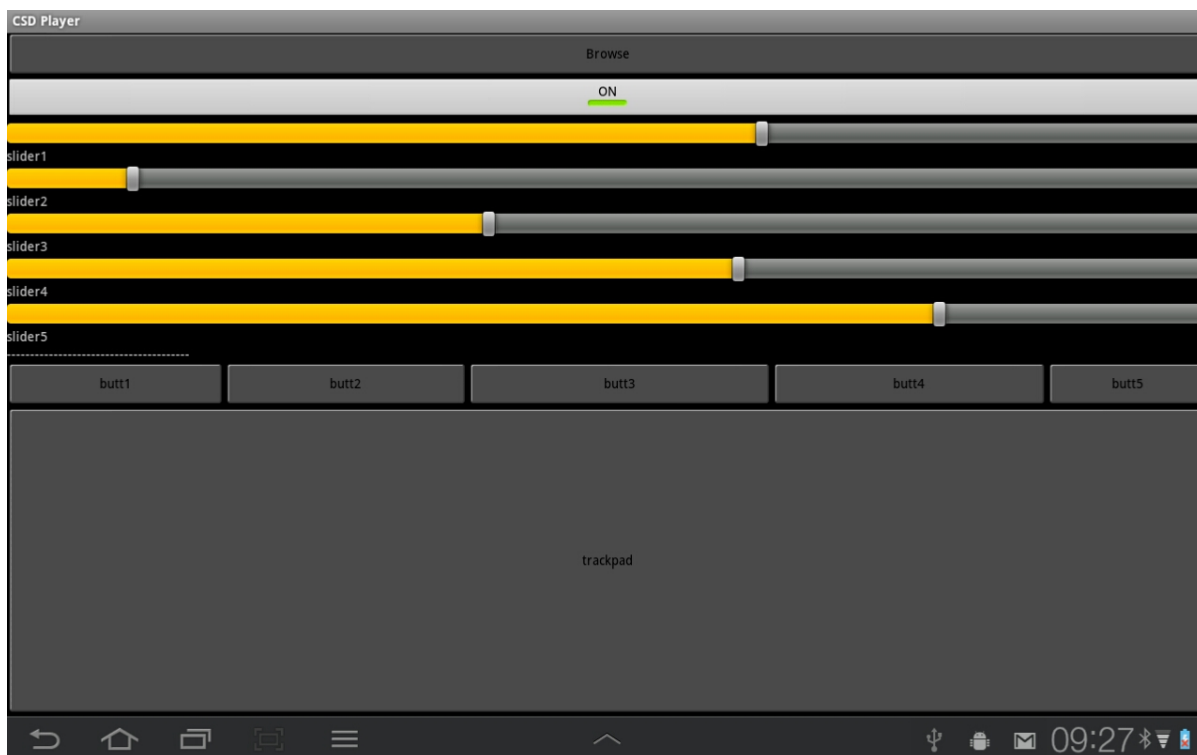 CSD Player
Browse
ON
slider1
slider2
slider3
slider4
slider5
---------------------------------------
butt1 butt2 butt3 butt4 butt5
trackpad
09:27